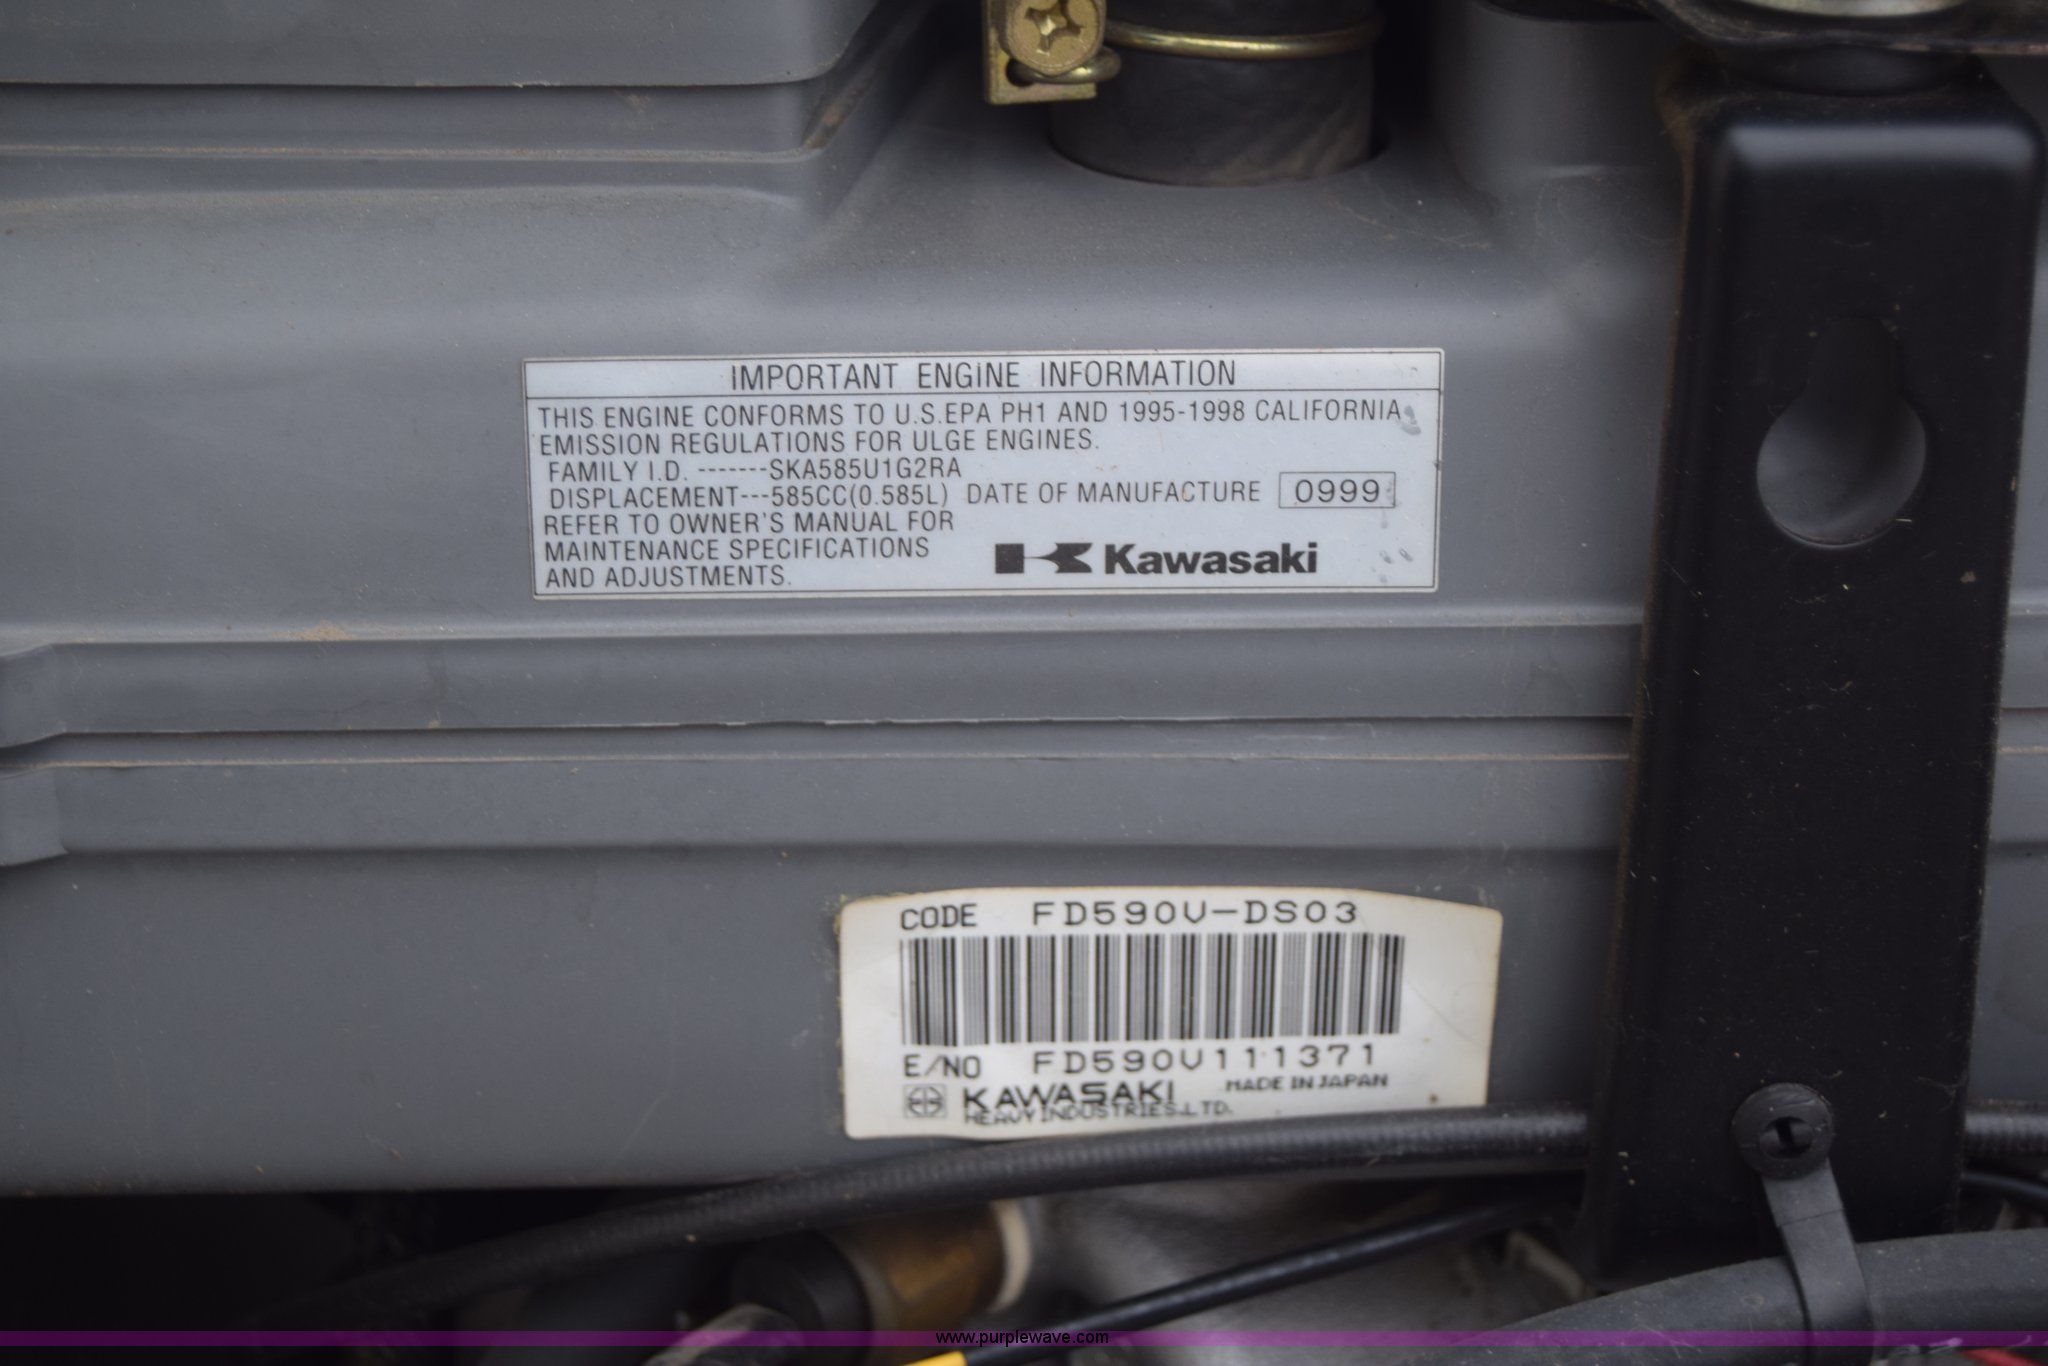 IMPORTANT ENGINE INFORMATION
THIS ENGINE CONFORMS TO U.S.EPA PH1 AND 1995-1998 CALIFORNIA
EMISSION REGULATIONS FOR ULGE ENGINES.
FAMILY I.D. -------SKA585U1G2RA
DISPLACEMENT---585CC(0.585L) DATE OF MANUFACTURE 0999
REFER TO OWNER'S MANUAL FOR
MAINTENANCE SPECIFICATIONS
AND ADJUSTMENTS.
Kawasaki
CODE FD590V-DS03
E/NO FD590V111371
KAWASAKI MADE IN JAPAN
HEAVY INDUSTRIES.LTD.
www.purplewave.com